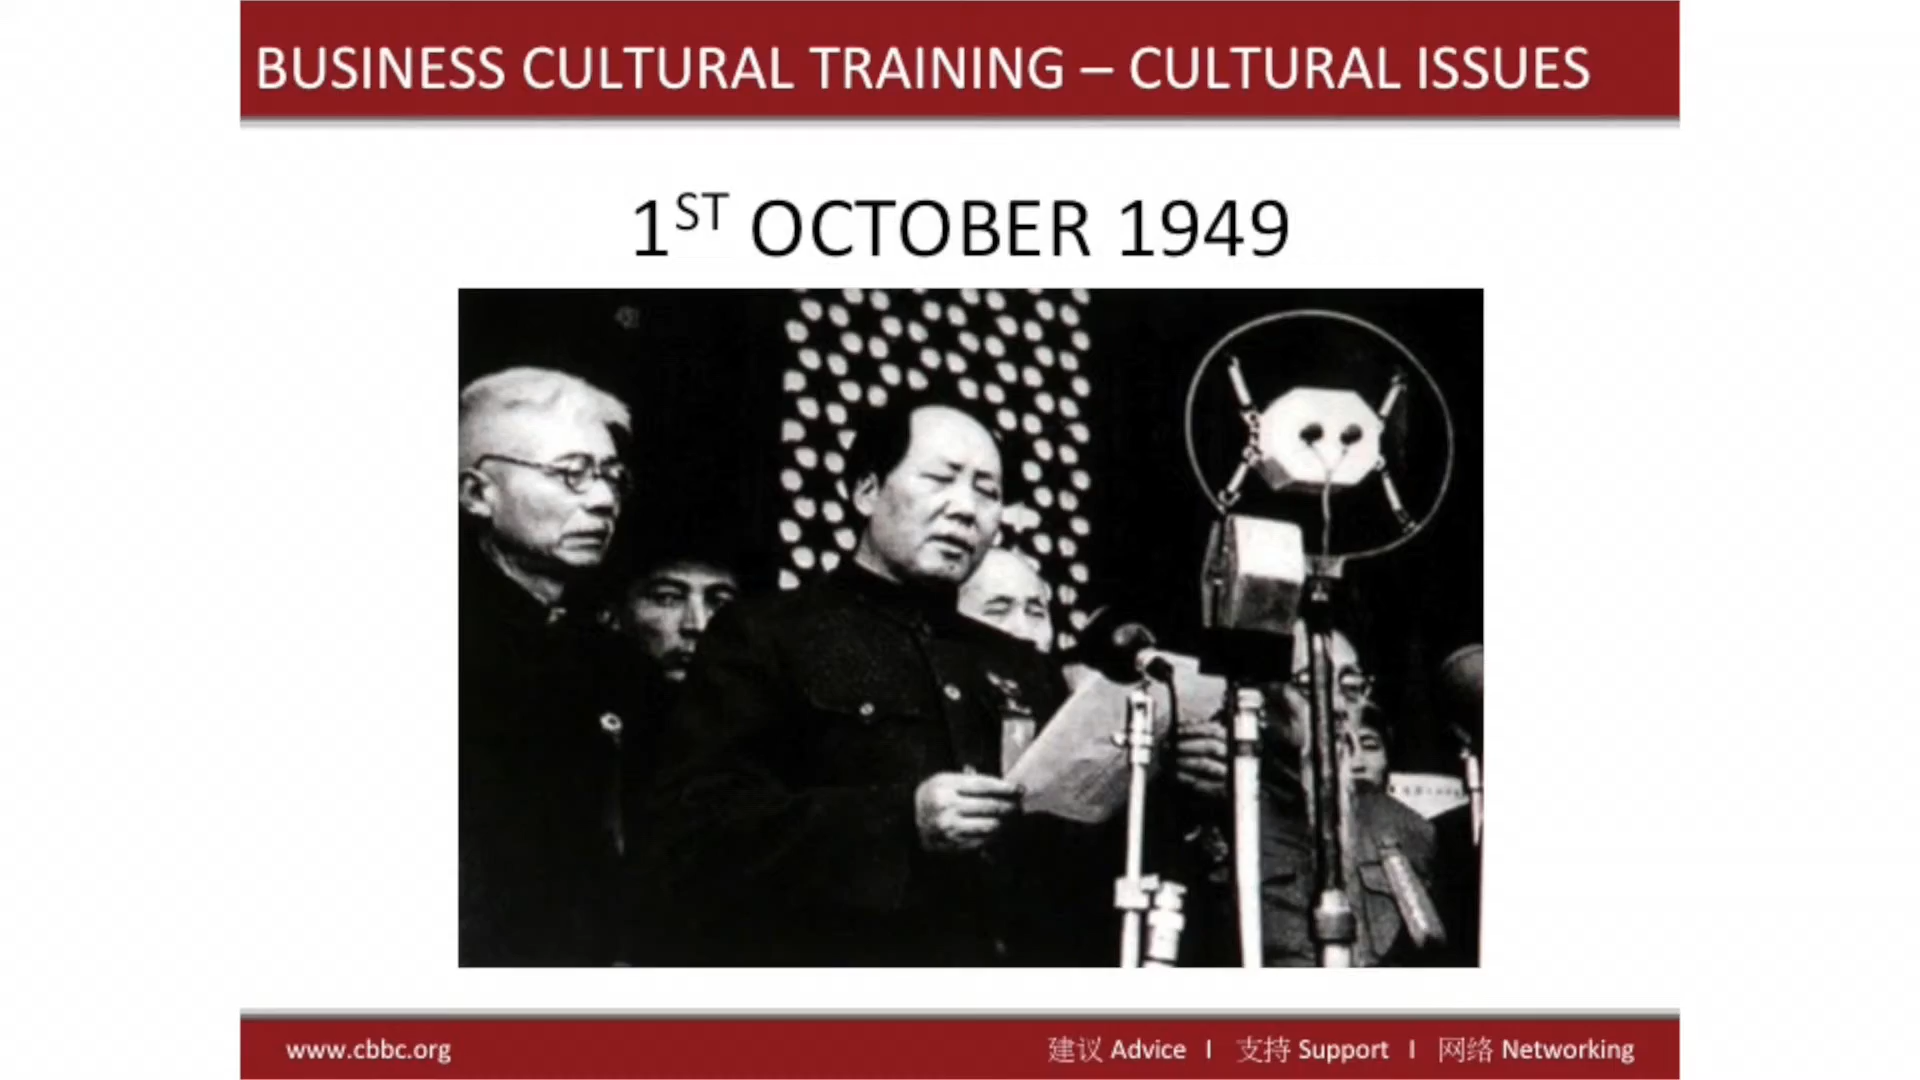 BUSINESS CULTURAL TRAINING – CULTURAL ISSUES
1ST OCTOBER 1949
www.cbbc.org
建议 Advice I 支持 Support I 网络 Networking